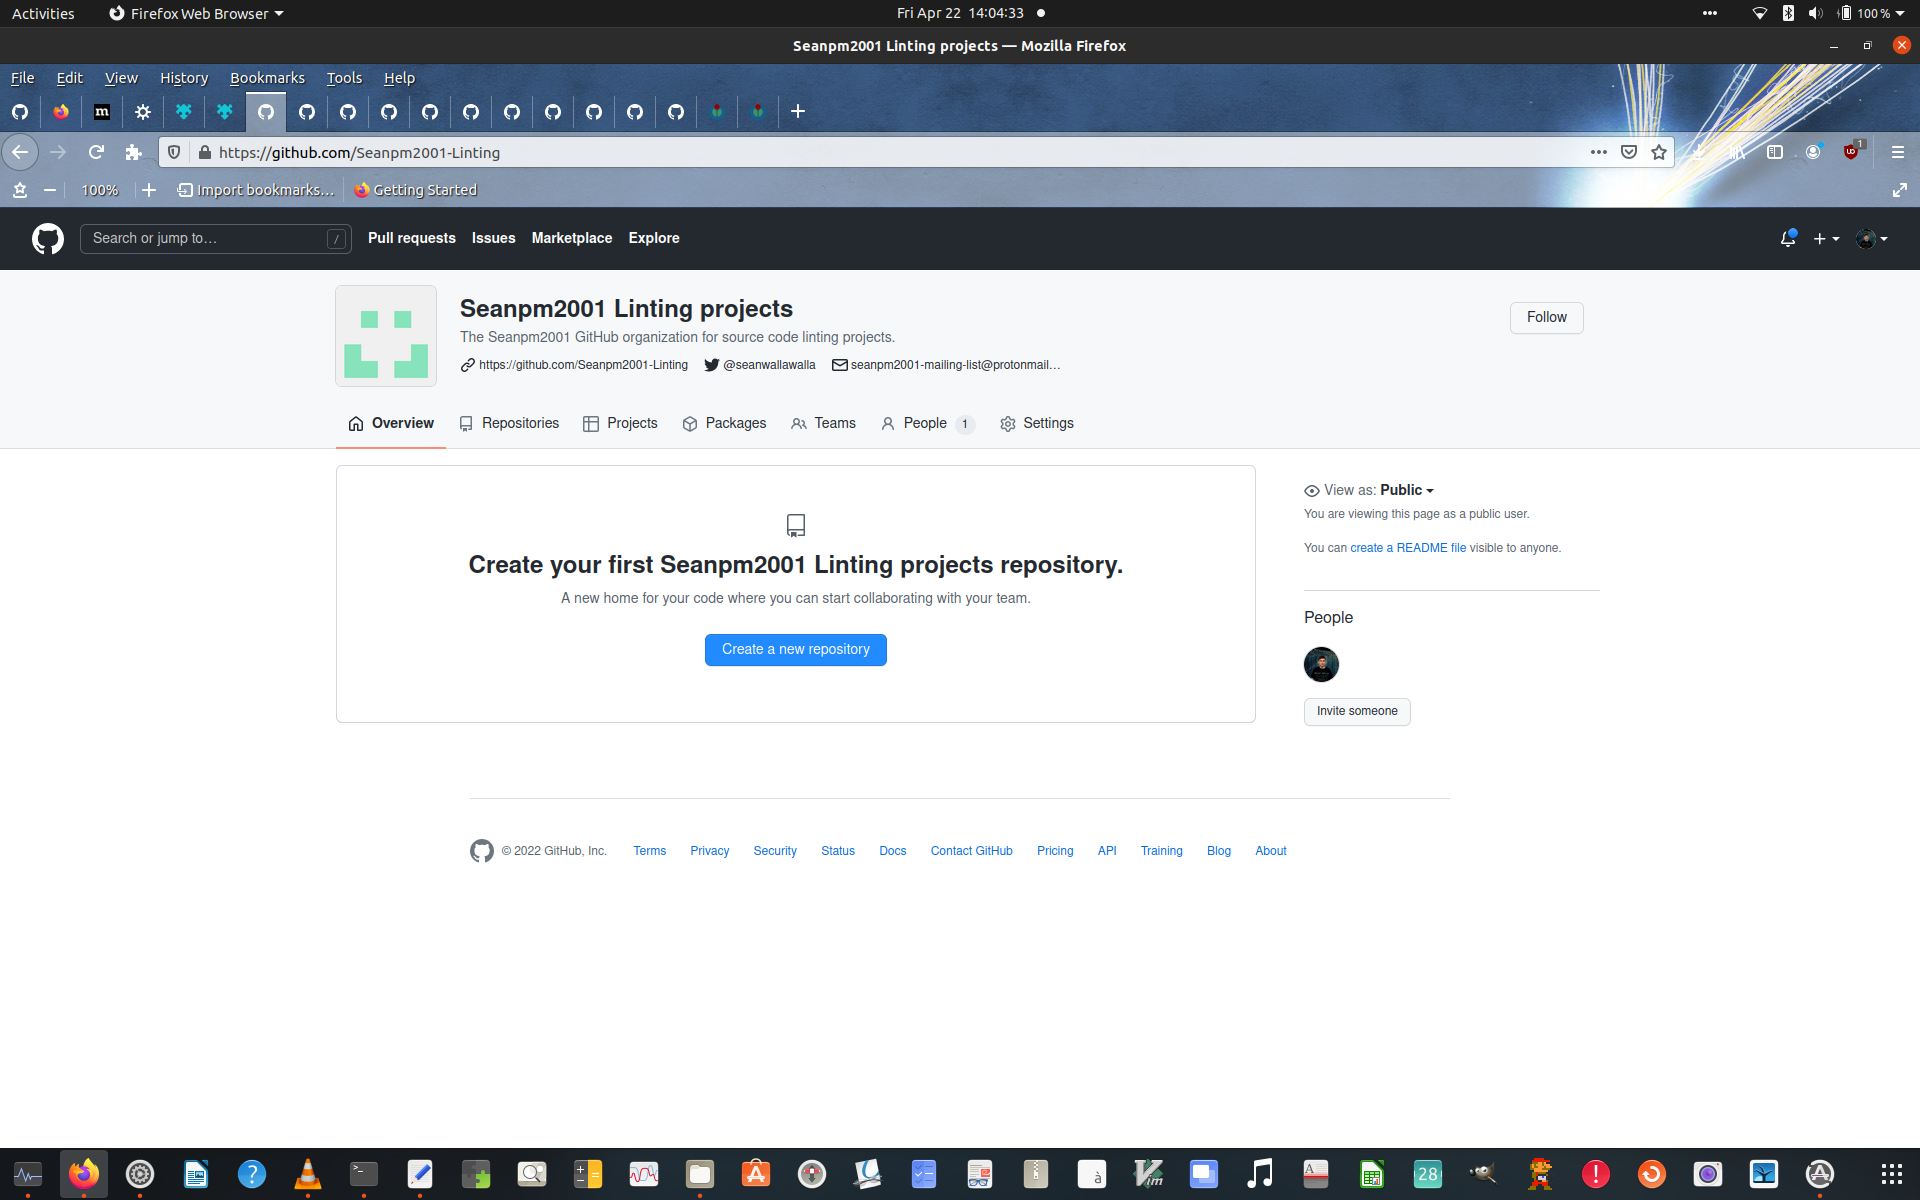 Activities
Firefox Web Browser
Fri Apr 22 14:04:33
100 %
Seanpm2001 Linting projects — Mozilla Firefox
File Edit View History Bookmarks Tools Help
m
https://github.com/Seanpm2001-Linting
1
100%
Import bookmarks…
Getting Started
Search or jump to…
/
Pull requests
Issues
Marketplace
Explore
Seanpm2001 Linting projects
The Seanpm2001 GitHub organization for source code linting projects.
https://github.com/Seanpm2001-Linting
@seanwallawalla
seanpm2001-mailing-list@protonmail…
Follow
Overview
Repositories
Projects
Packages
Teams
People 1
Settings
Create your first Seanpm2001 Linting projects repository.
A new home for your code where you can start collaborating with your team.
Create a new repository
View as: Public
You are viewing this page as a public user.
You can create a README file visible to anyone.
People
Invite someone
© 2022 GitHub, Inc.
Terms
Privacy
Security
Status
Docs
Contact GitHub
Pricing
API
Training
Blog
About
?
>_
à
Vim
A
28
!